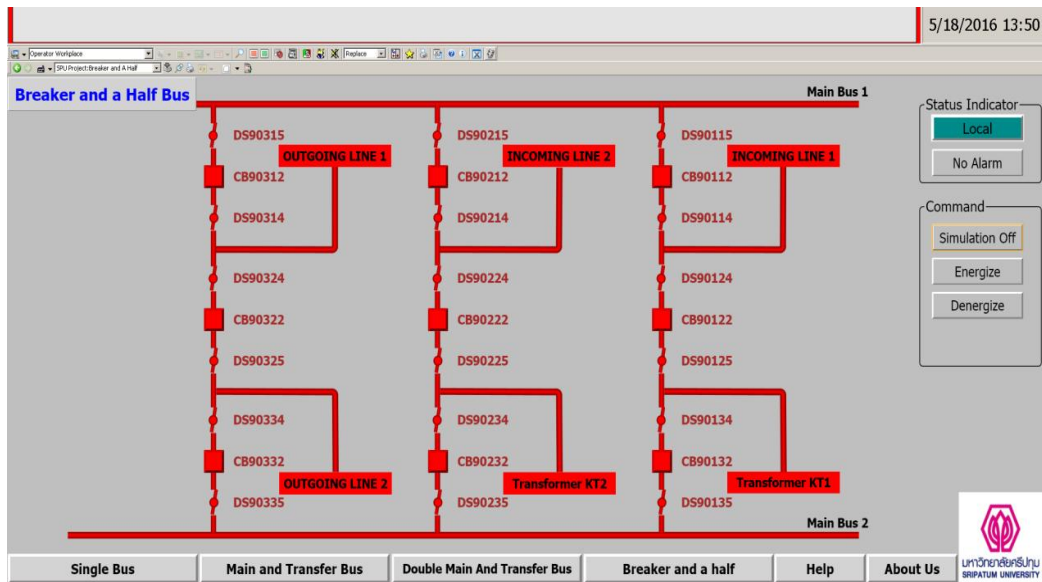 5/18/2016 13:50
Operator Workplace
Replace
SPU Project:Breaker and A Half
Breaker and a Half Bus
Main Bus 1
Status Indicator
Local
No Alarm
DS90315
DS90215
DS90115
OUTGOING LINE 1
INCOMING LINE 2
INCOMING LINE 1
CB90312
CB90212
CB90112
DS90314
DS90214
DS90114
Command
Simulation Off
Energize
Denergize
DS90324
DS90224
DS90124
CB90322
CB90222
CB90122
DS90325
DS90225
DS90125
DS90334
DS90234
DS90134
CB90332
CB90232
CB90132
OUTGOING LINE 2
Transformer KT2
Transformer KT1
DS90335
DS90235
DS90135
Main Bus 2
มหาวิทยาลัยศรีปทุม
SRIPATUM UNIVERSITY
Single Bus
Main and Transfer Bus
Double Main And Transfer Bus
Breaker and a half
Help
About Us